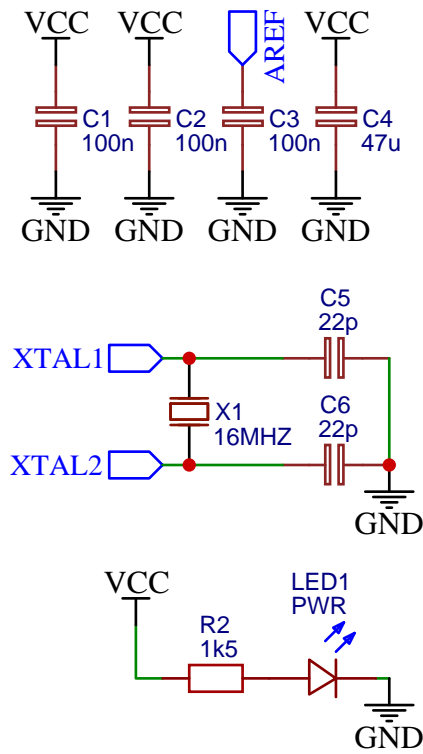 VCC
VCC
AREF
VCC
C1
100n
C2
100n
C3
100n
C4
47u
GND
GND
GND
GND
C5
22p
XTAL1
X1
16MHZ
C6
22p
XTAL2
GND
VCC
LED1
PWR
R2
1k5
GND